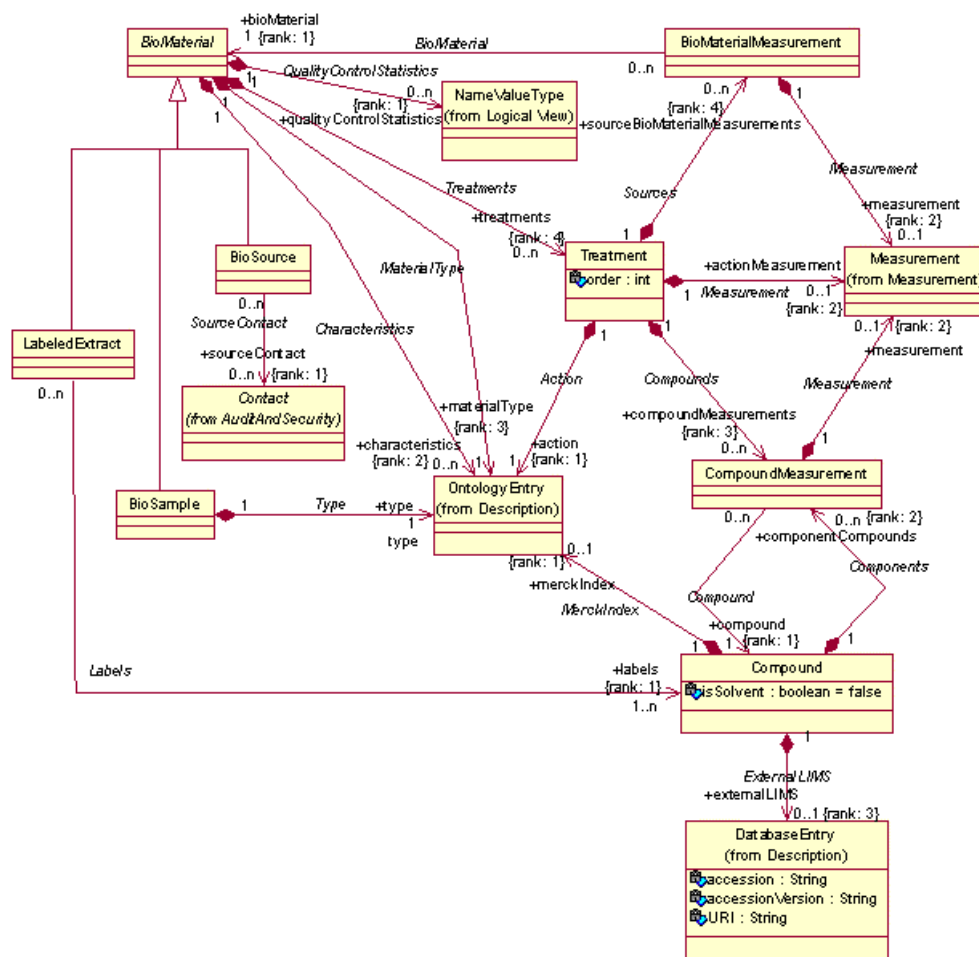 +bioMaterial
BioMaterial
1
{rank: 1}
BioMaterial
BioMaterialMeasurement
0..n
1
QualityControlStatistics
1
1
1
1
0..n
{rank: 1}
+qualityControlStatistics
NameValueType
(from Logical View)
0..n
{rank: 4}
+sourceBioMaterialMeasurements
1
Measurement
Treatments
Sources
+treatments
{rank: 4}
0..n
+measurement
{rank: 2}
0..1
1
Treatment
order : int
BioSource
MaterialType
+actionMeasurement
1
Measurement
0..1
{rank: 2}
Measurement
(from Measurement)
0..n
SourceContact
Characteristics
1
1
0..1
1
{rank: 2}
+measurement
LabeledExtract
+sourceContact
0..n
{rank: 1}
0..n
Action
Compounds
Measurement
Contact
(from AuditAndSecurity)
+materialType
{rank: 3}
+compoundMeasurements
{rank: 3}
0..n
+characteristics
{rank: 2}
0..n
1
+action
1
{rank: 1}
1
CompoundMeasurement
BioSample
1
Type
+type
1
type
OntologyEntry
(from Description)
0..n
0..n
{rank: 2}
+componentCompounds
0..1
{rank: 1}
+merckIndex
MerckIndex
Compound
Components
+compound
1
1
{rank: 1}
1
Labels
+labels
{rank: 1}
1..n
Compound
isSolvent : boolean = false
1
ExternalLIMS
+externalLIMS
0..1
{rank: 3}
DatabaseEntry
(from Description)
accession : String
accessionVersion : String
URI : String